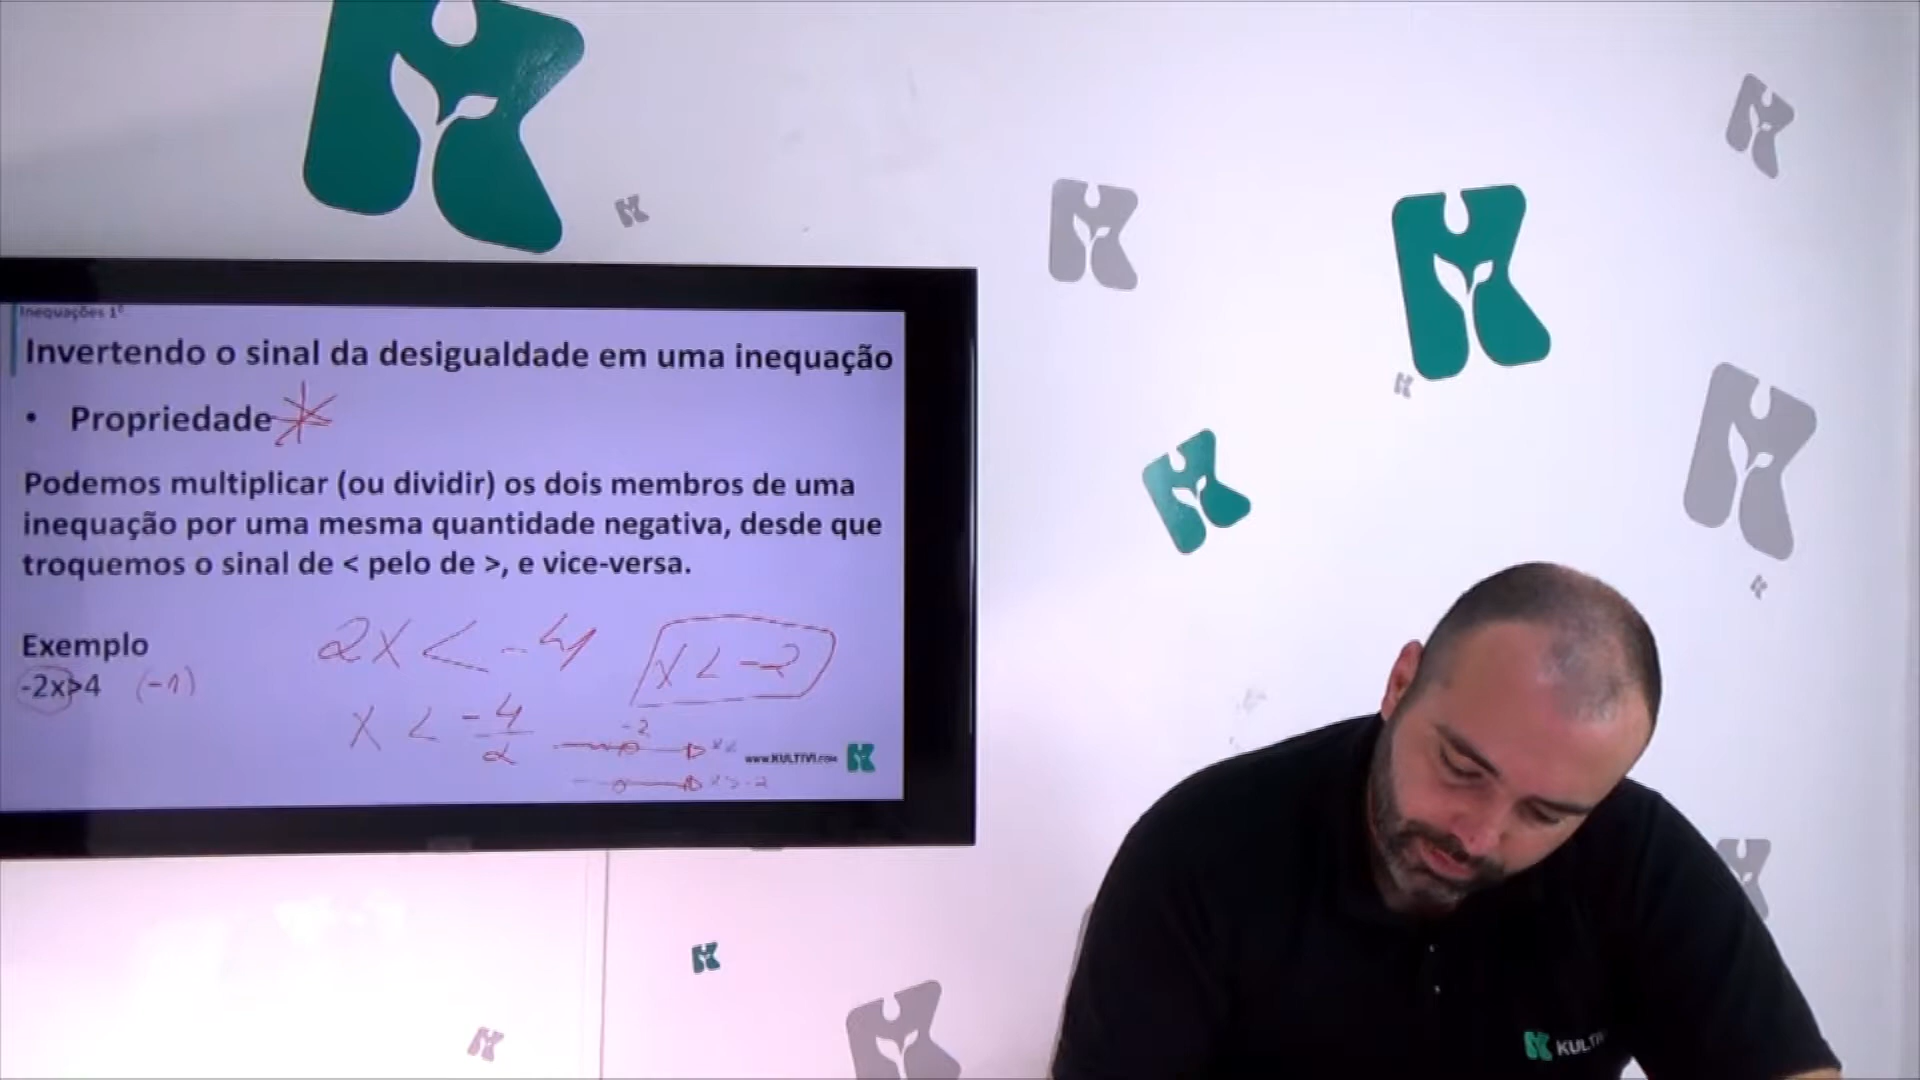 Inequações 1º
Invertendo o sinal da desigualdade em uma inequação
• Propriedade
Podemos multiplicar (ou dividir) os dois membros de uma
inequação por uma mesma quantidade negativa, desde que
troquemos o sinal de < pelo de >, e vice-versa.
Exemplo
-2x>4 (-1)
2x < -4
x < -2
x < -4/2
-2
x > -2
www.KULTIVI.COM
KULTIVI